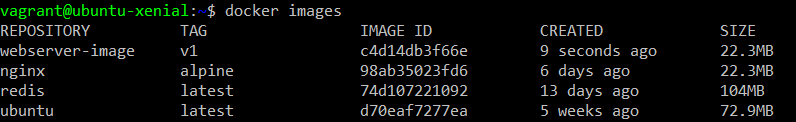 vagrant@ubuntu-xenial:~$ docker images
REPOSITORY TAG IMAGE ID CREATED SIZE
webserver-image v1 c4d14db3f66e 9 seconds ago 22.3MB
nginx alpine 98ab35023fd6 6 days ago 22.3MB
redis latest 74d107221092 13 days ago 104MB
ubuntu latest d70eaf7277ea 5 weeks ago 72.9MB